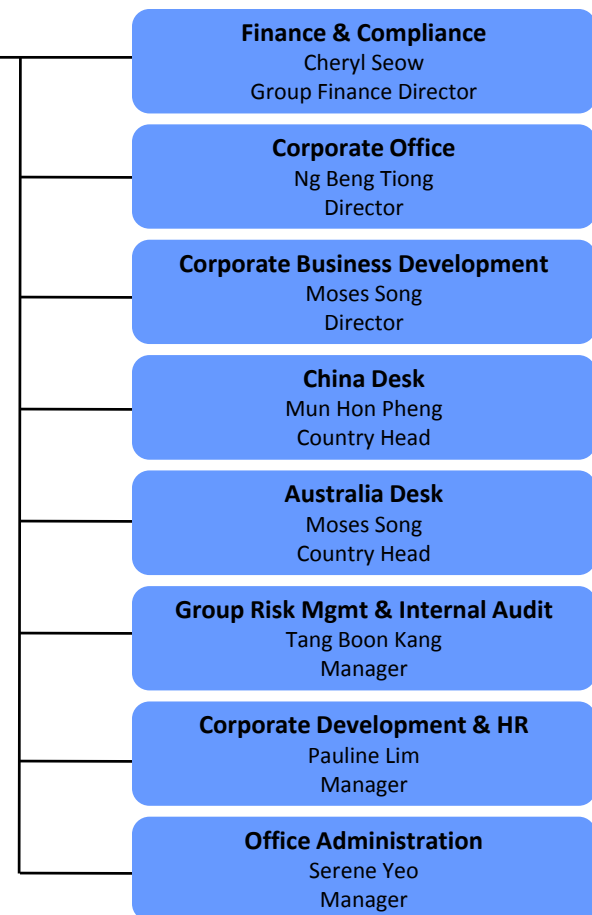 Finance & Compliance
Cheryl Seow
Group Finance Director
Corporate Office
Ng Beng Tiong
Director
Corporate Business Development
Moses Song
Director
China Desk
Mun Hon Pheng
Country Head
Australia Desk
Moses Song
Country Head
Group Risk Mgmt & Internal Audit
Tang Boon Kang
Manager
Corporate Development & HR
Pauline Lim
Manager
Office Administration
Serene Yeo
Manager